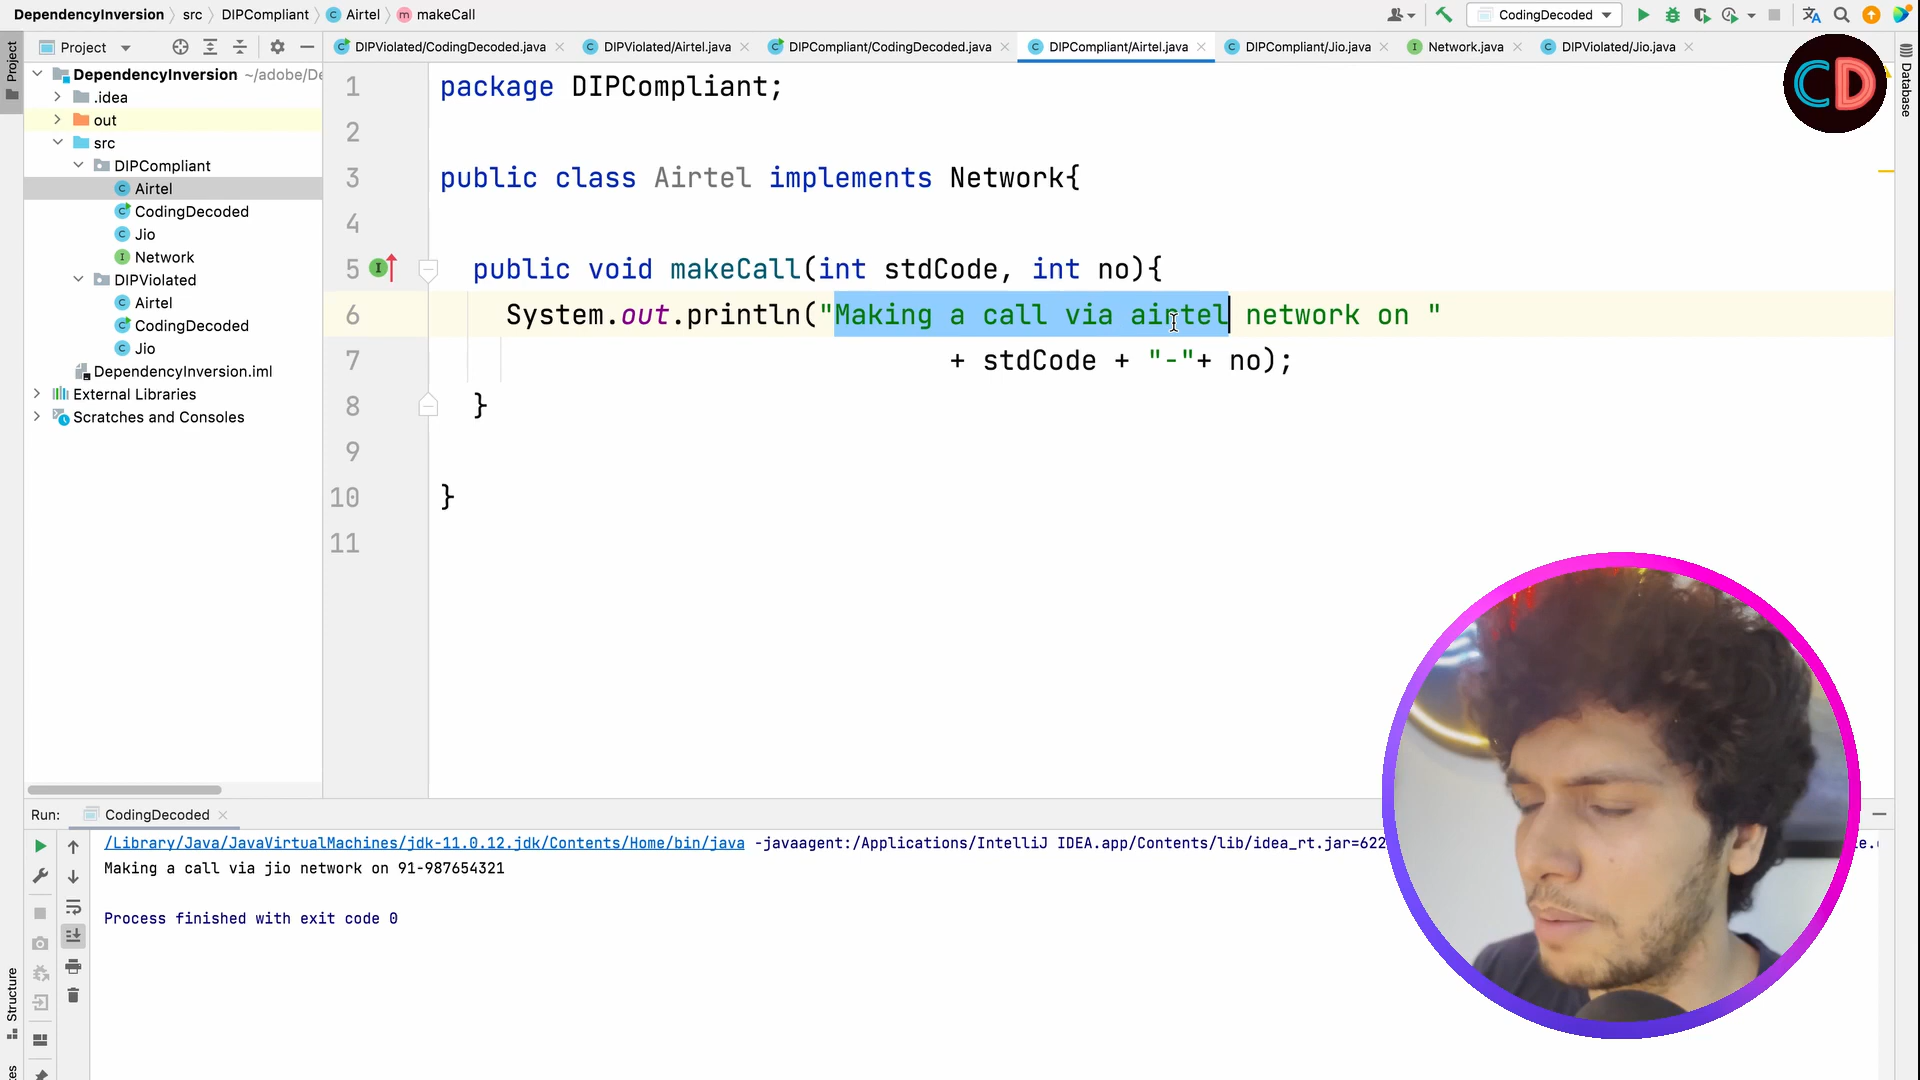 DependencyInversion
src
DIPCompliant
Airtel
makeCall
CodingDecoded
Project
Project
DIPViolated/CodingDecoded.java
DIPViolated/Airtel.java
DIPCompliant/CodingDecoded.java
DIPCompliant/Airtel.java
DIPCompliant/Jio.java
Network.java
DIPViolated/Jio.java
Database
CD
DependencyInversion ~/adobe/De
.idea
out
src
DIPCompliant
Airtel
CodingDecoded
Jio
Network
DIPViolated
Airtel
CodingDecoded
Jio
DependencyInversion.iml
External Libraries
Scratches and Consoles
1 package DIPCompliant;
2
3 public class Airtel implements Network{
4
5 public void makeCall(int stdCode, int no){
6 System.out.println("Making a call via airtel network on "
7 + stdCode + "-"+ no);
8 }
9
10 }
11
Run: CodingDecoded
/Library/Java/JavaVirtualMachines/jdk-11.0.12.jdk/Contents/Home/bin/java -javaagent:/Applications/IntelliJ IDEA.app/Contents/lib/idea_rt.jar=622
Making a call via jio network on 91-987654321
Process finished with exit code 0
Structure